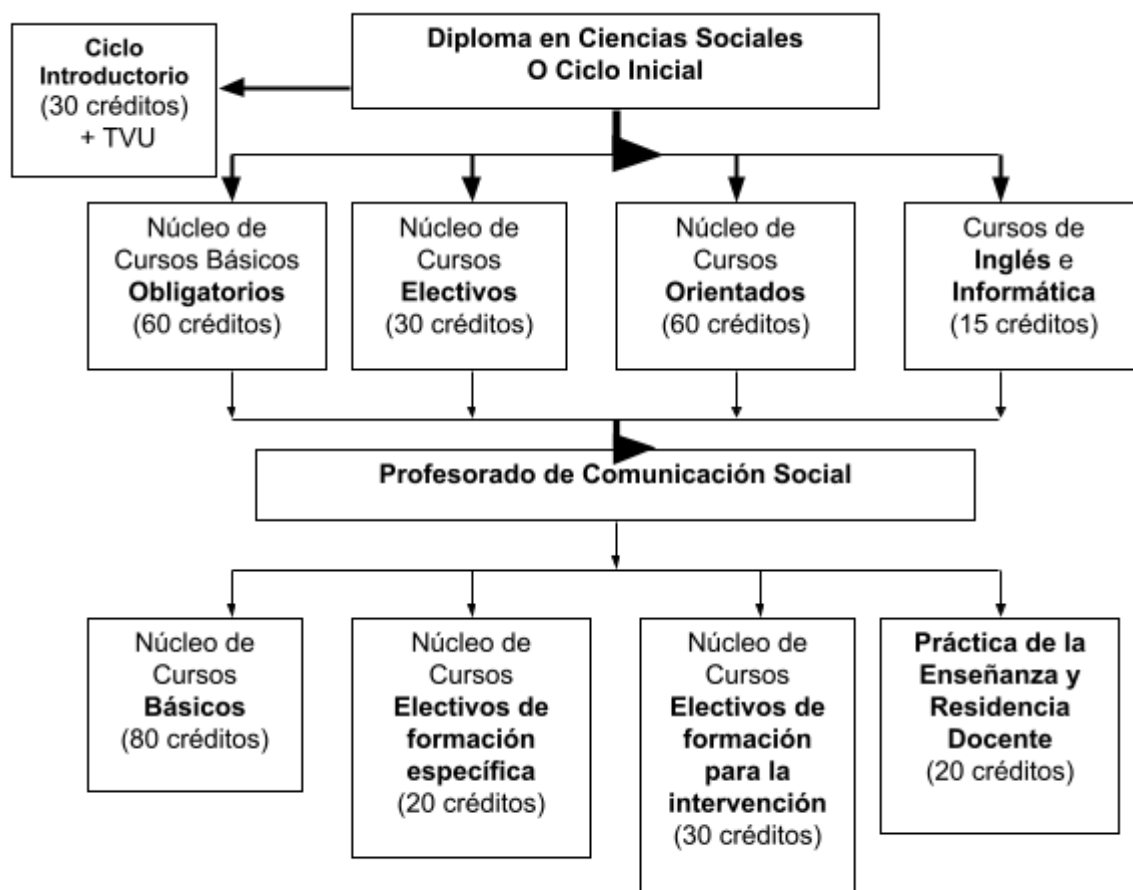 Diploma en Ciencias Sociales
O Ciclo Inicial
Ciclo
Introductorio
(30 créditos)
+ TVU
Núcleo de
Cursos Básicos
Obligatorios
(60 créditos)
Núcleo de
Cursos
Electivos
(30 créditos)
Núcleo de
Cursos
Orientados
(60 créditos)
Cursos de
Inglés e
Informática
(15 créditos)
Profesorado de Comunicación Social
Núcleo de
Cursos
Básicos
(80 créditos)
Núcleo de
Cursos
Electivos de
formación
específica
(20 créditos)
Núcleo de
Cursos
Electivos de
formación
para la
intervención
(30 créditos)
Práctica de la
Enseñanza y
Residencia
Docente
(20 créditos)